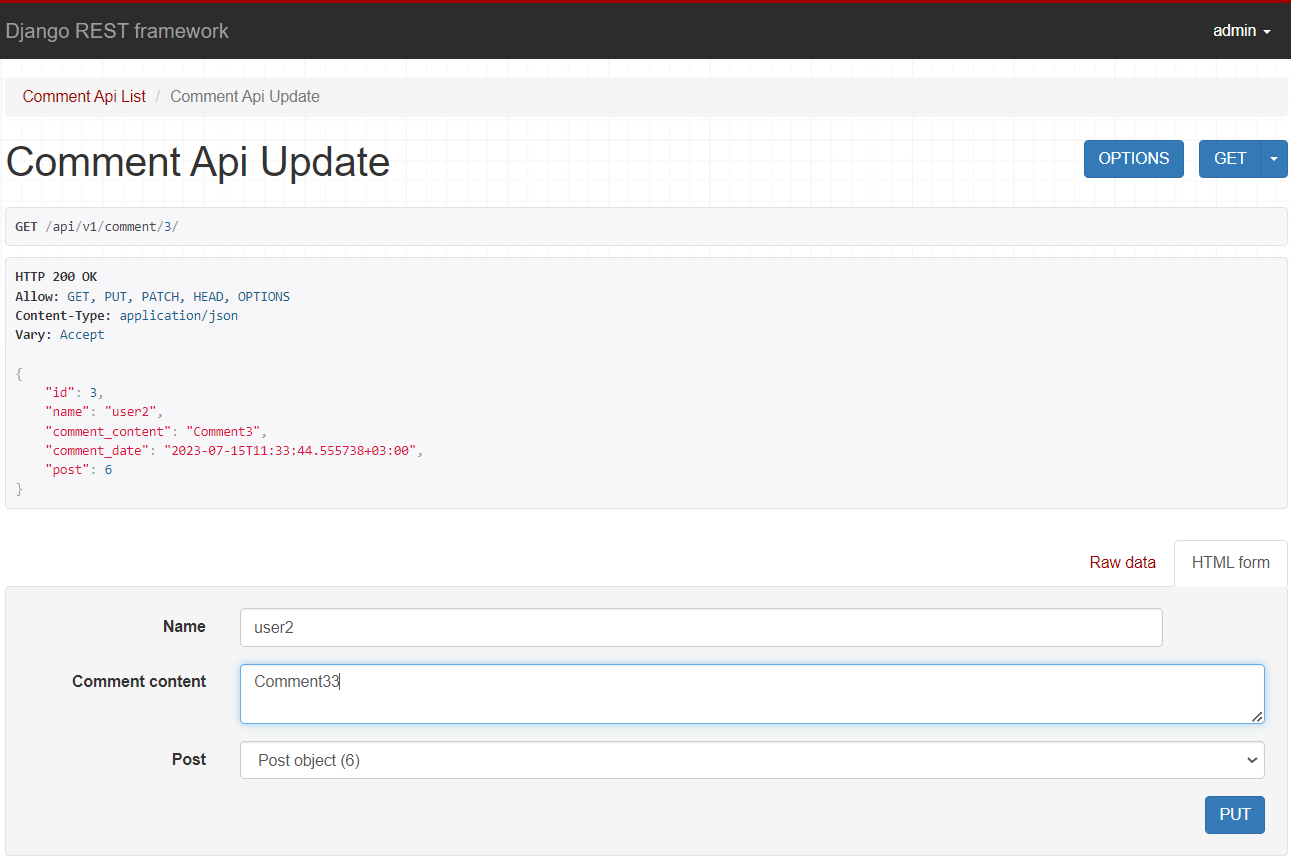 Django REST framework
admin
Comment Api List / Comment Api Update
Comment Api Update
OPTIONS
GET
GET /api/v1/comment/3/
HTTP 200 OK
Allow: GET, PUT, PATCH, HEAD, OPTIONS
Content-Type: application/json
Vary: Accept
{
    "id": 3,
    "name": "user2",
    "comment_content": "Comment3",
    "comment_date": "2023-07-15T11:33:44.555738+03:00",
    "post": 6
}
Raw data
HTML form
Name
user2
Comment content
Comment33
Post
Post object (6)
PUT